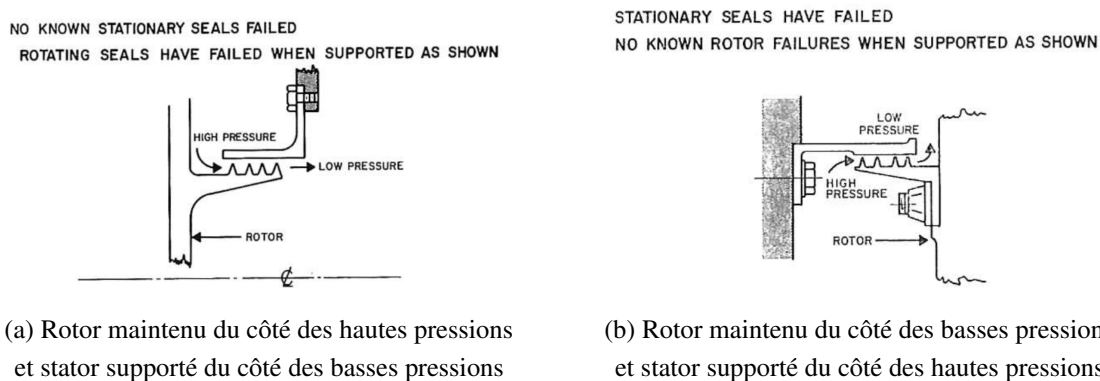 NO KNOWN STATIONARY SEALS FAILED
ROTATING SEALS HAVE FAILED WHEN SUPPORTED AS SHOWN
HIGH PRESSURE
LOW PRESSURE
ROTOR
℄
(a) Rotor maintenu du côté des hautes pressions
et stator supporté du côté des basses pressions
STATIONARY SEALS HAVE FAILED
NO KNOWN ROTOR FAILURES WHEN SUPPORTED AS SHOWN
LOW
PRESSURE
HIGH
PRESSURE
ROTOR
(b) Rotor maintenu du côté des basses pression
et stator supporté du côté des hautes pressions